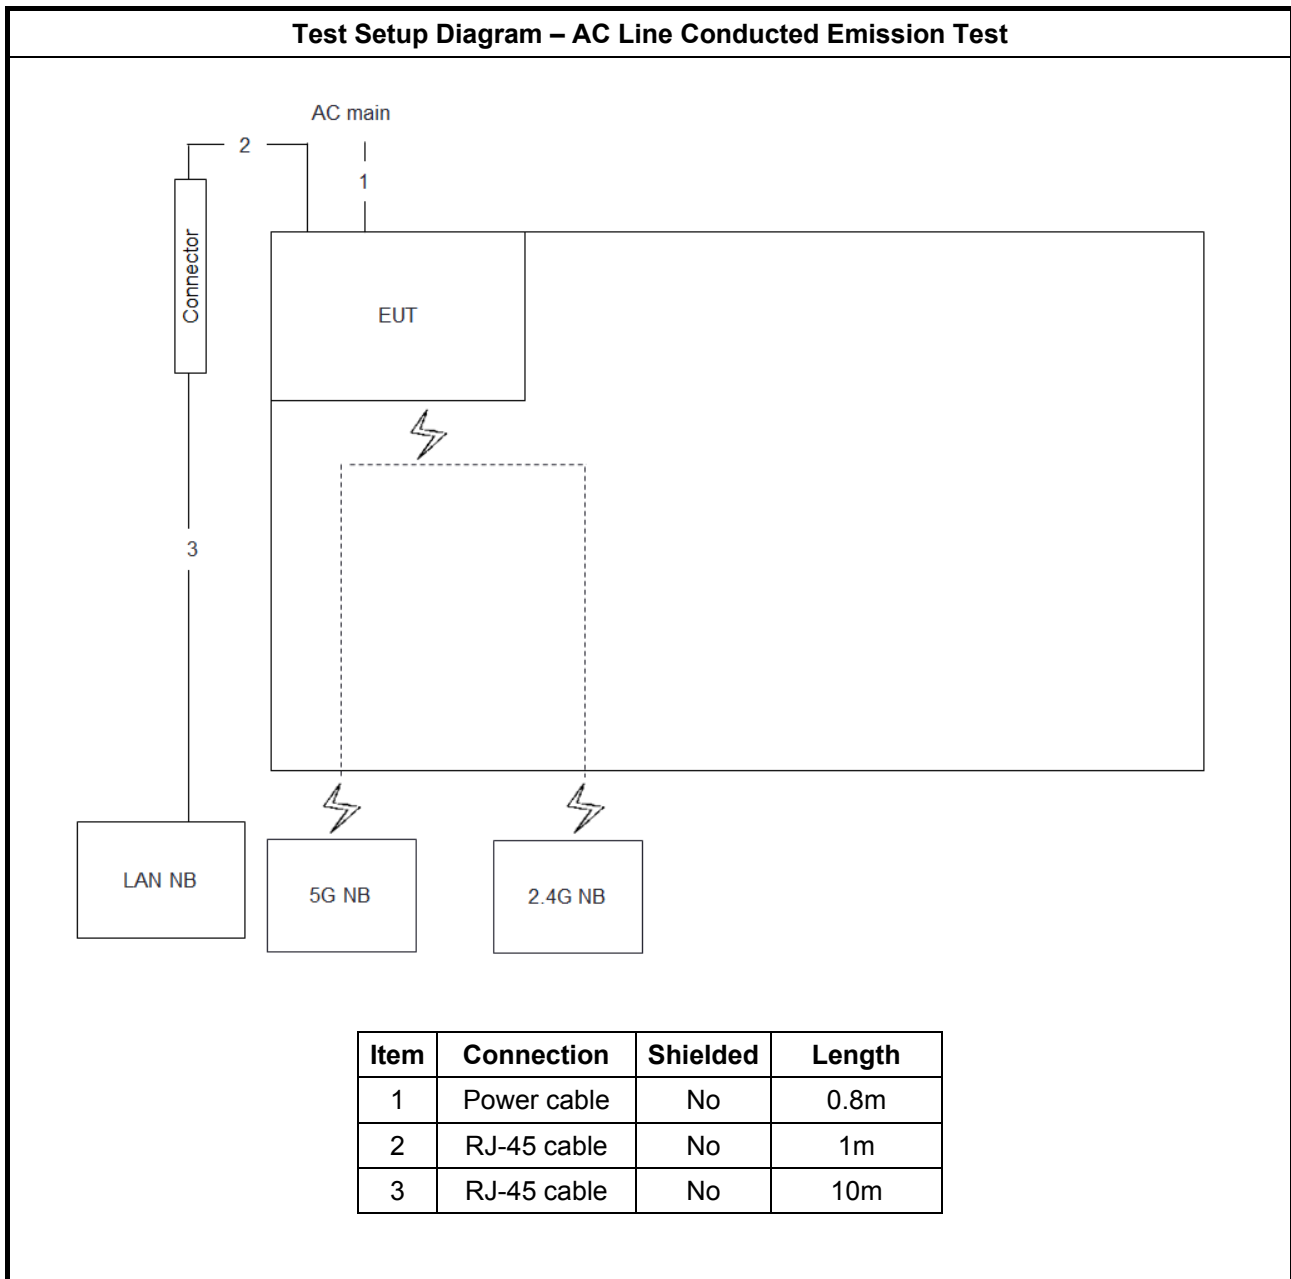 Test Setup Diagram – AC Line Conducted Emission Test
AC main
2
1
Connector
EUT
3
LAN NB
5G NB
2.4G NB
Item Connection Shielded Length
1 Power cable No 0.8m
2 RJ-45 cable No 1m
3 RJ-45 cable No 10m